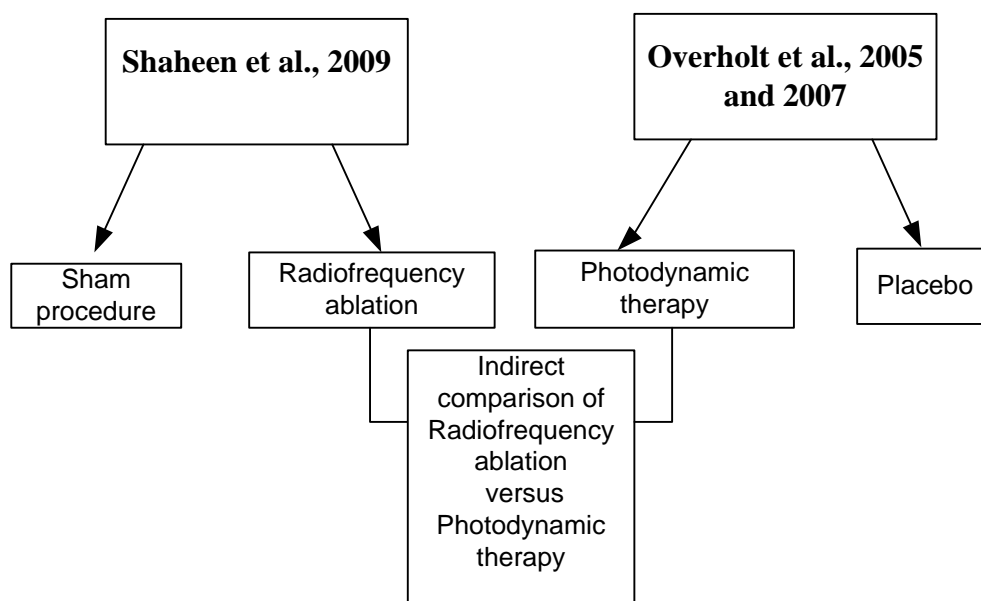 Shaheen et al., 2009
Overholt et al., 2005
and 2007
Sham
procedure
Radiofrequency
ablation
Photodynamic
therapy
Placebo
Indirect
comparison of
Radiofrequency
ablation
versus
Photodynamic
therapy